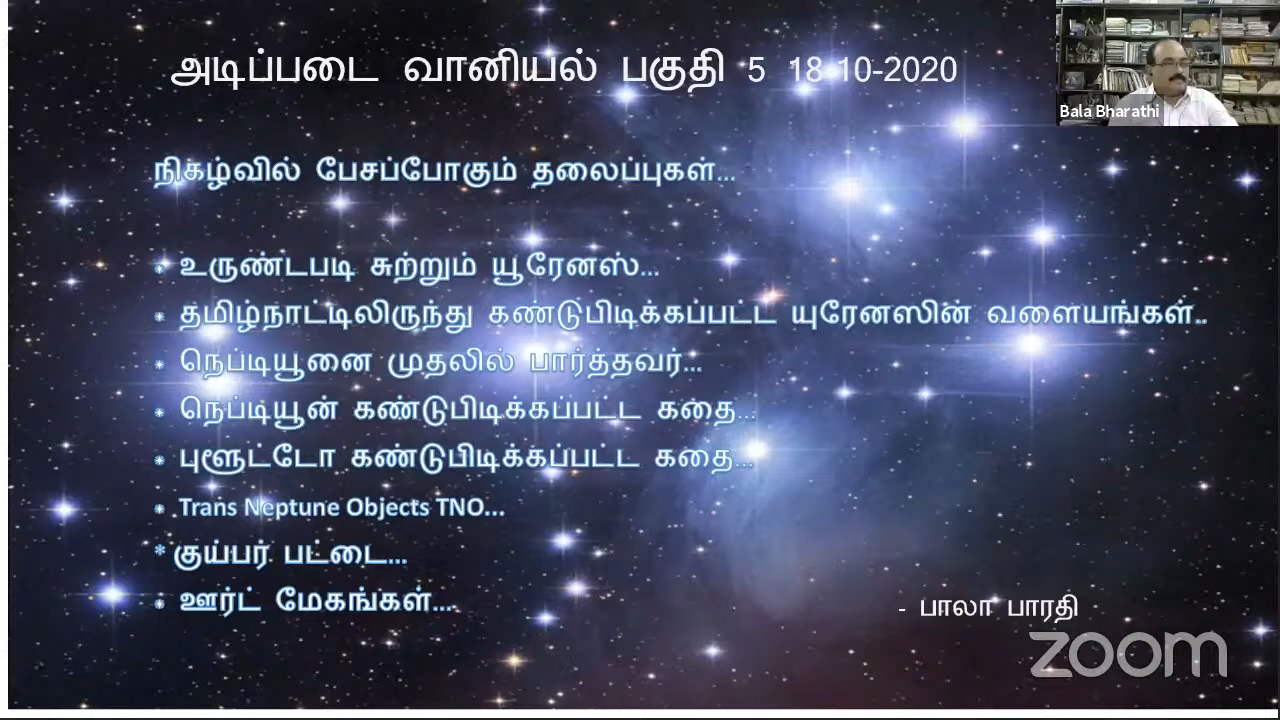 அடிப்படை வானியல் பகுதி 5 18-10-2020
Bala Bharathi
நிகழ்வில் பேசப்போகும் தலைப்புகள்...
* உருண்டபடி சுற்றும் யூரேனஸ்...
* தமிழ்நாட்டிலிருந்து கண்டுபிடிக்கப்பட்ட யுரேனஸின் வளையங்கள்..
* நெப்டியூனை முதலில் பார்த்தவர்...
* நெப்டியூன் கண்டுபிடிக்கப்பட்ட கதை...
* புளூட்டோ கண்டுபிடிக்கப்பட்ட கதை...
* Trans Neptune Objects TNO...
* குய்பர் பட்டை...
* ஊர்ட் மேகங்கள்...
- பாலா பாரதி
zoom